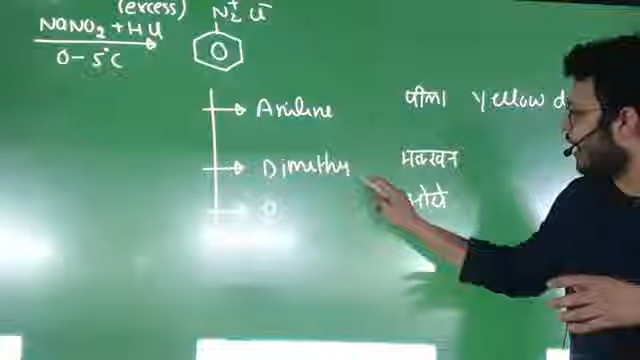 (excess)
NaNO2 + HCl
0 – 5°C
N2+ Cl-
Aniline पीला Yellow d
Dimethy मक्खन